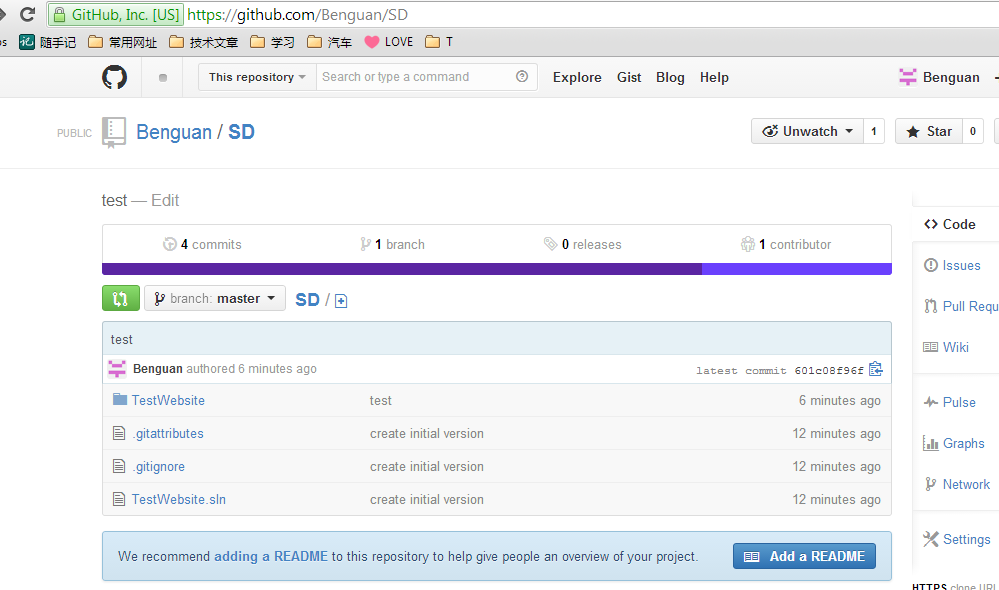 GitHub, Inc. [US] https://github.com/Benguan/SD
随手记 常用网址 技术文章 学习 汽车 LOVE T
This repository Search or type a command Explore Gist Blog Help Benguan
PUBLIC Benguan / SD Unwatch 1 Star 0
test — Edit
4 commits 1 branch 0 releases 1 contributor
Code
Issues
Pull Requ
Wiki
Pulse
Graphs
Network
Settings
HTTPS clone URL
branch: master SD /
test
Benguan authored 6 minutes ago latest commit 601c08f96f
TestWebsite test 6 minutes ago
.gitattributes create initial version 12 minutes ago
.gitignore create initial version 12 minutes ago
TestWebsite.sln create initial version 12 minutes ago
We recommend adding a README to this repository to help give people an overview of your project. Add a README